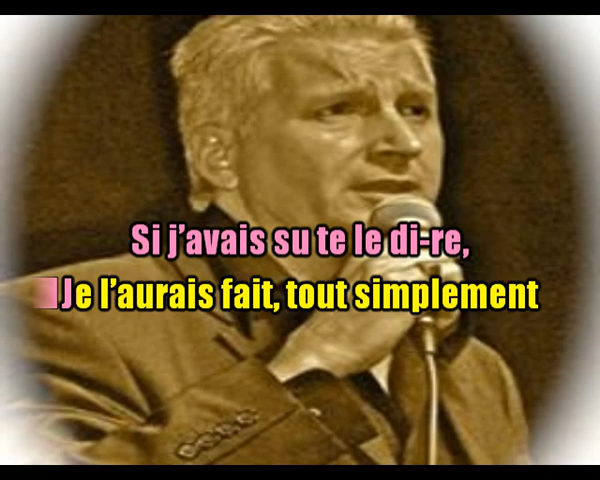 Si j'avais su te le di-re,
Je l'aurais fait, tout simplement